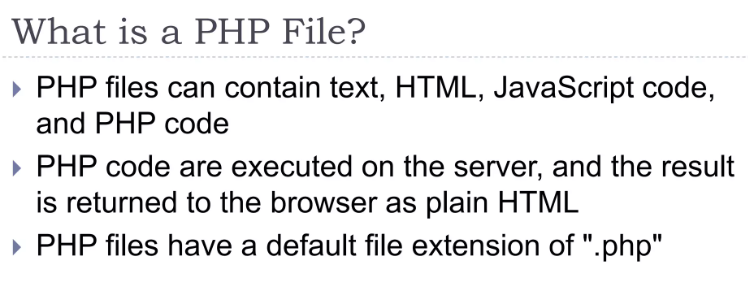 What is a PHP File?
PHP files can contain text, HTML, JavaScript code,
and PHP code
PHP code are executed on the server, and the result
is returned to the browser as plain HTML
PHP files have a default file extension of ".php"